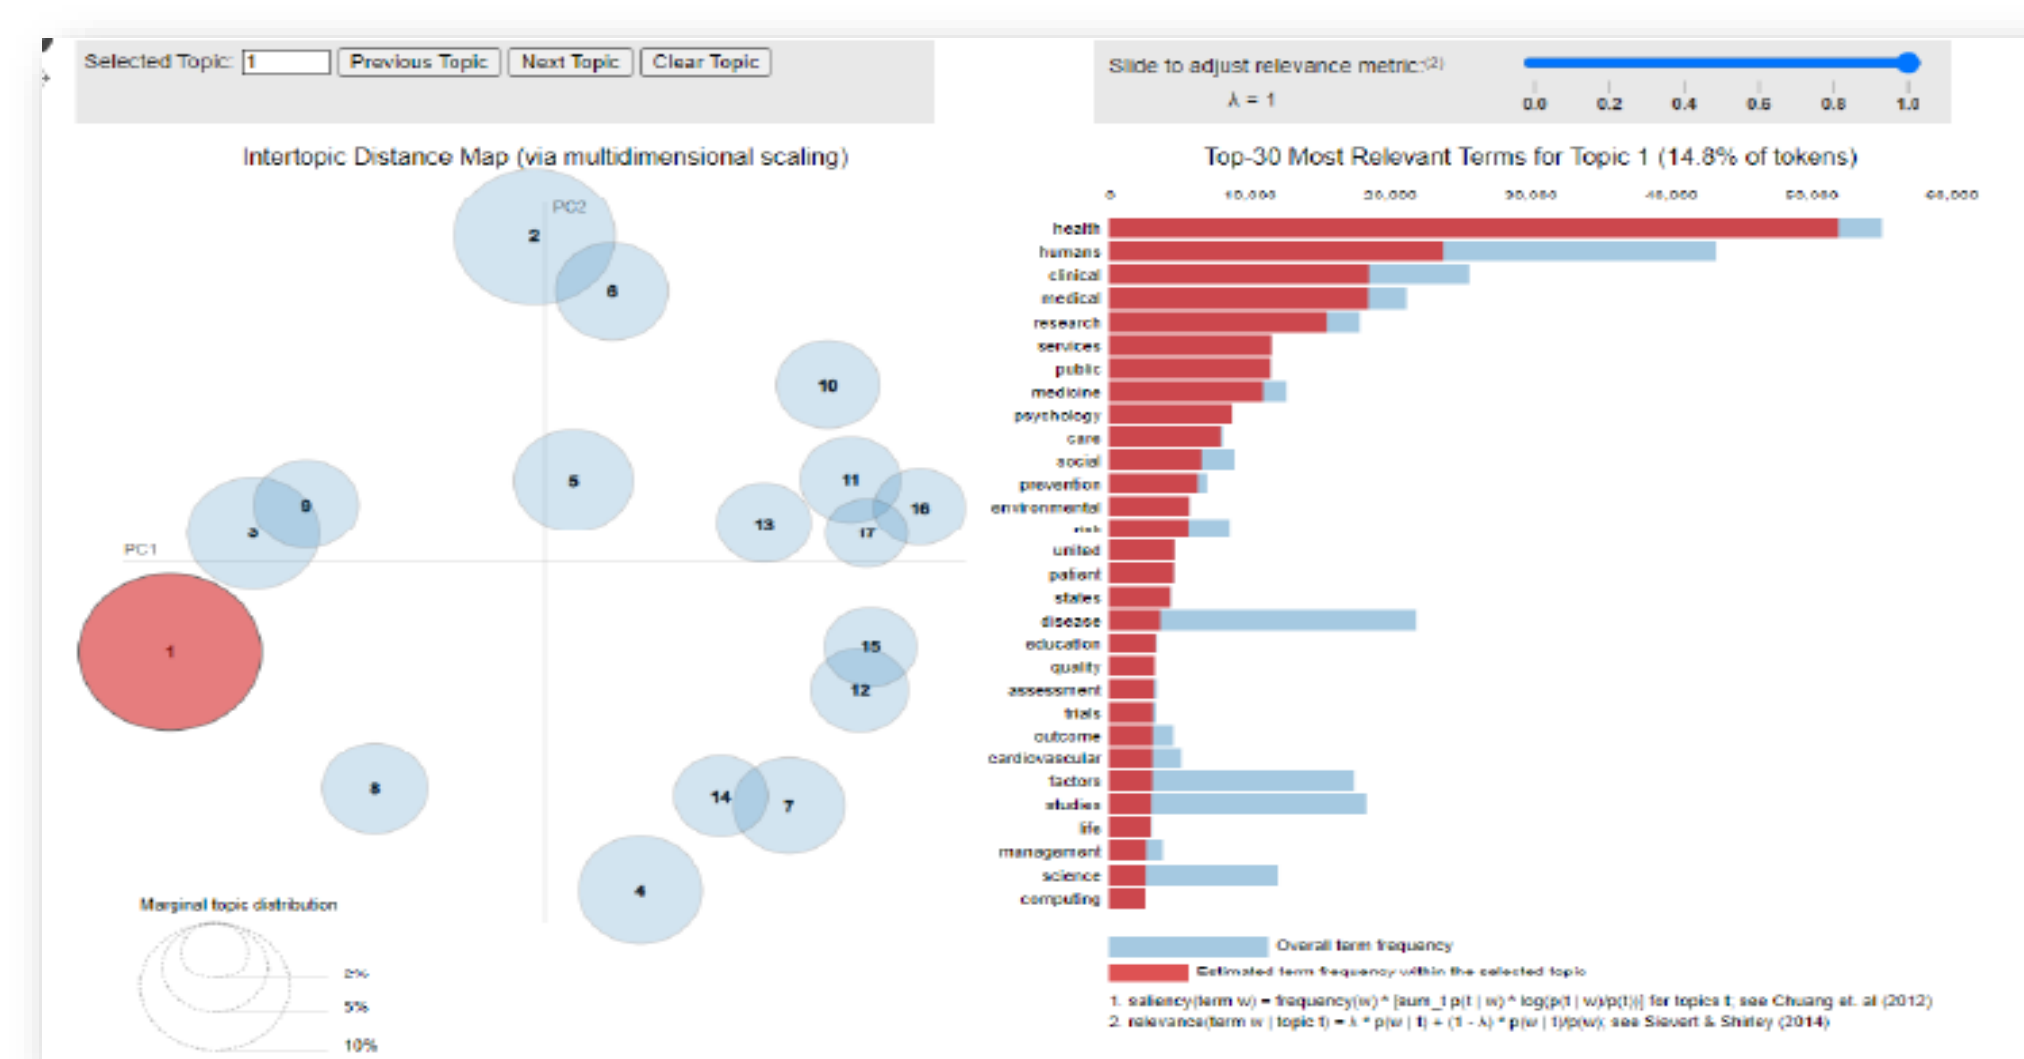 Selected Topic: 1 Previous Topic Next Topic Clear Topic
Slide to adjust relevance metric:(2)
λ = 1
0.0 0.2 0.4 0.6 0.8 1.0
Intertopic Distance Map (via multidimensional scaling)
PC2
PC1
2
6
10
5
11
16
13
17
9
3
1
15
12
8
14
7
4
Marginal topic distribution
2%
5%
10%
Top-30 Most Relevant Terms for Topic 1 (14.8% of tokens)
0 10,000 20,000 30,000 40,000 50,000 60,000
health
humans
clinical
medical
research
services
public
medicine
psychology
care
social
prevention
environmental
risk
united
patient
states
disease
education
quality
assessment
trials
outcome
cardiovascular
factors
studies
life
management
science
computing
Overall term frequency
Estimated term frequency within the selected topic
1. saliency(term w) = frequency(w) * [sum_t p(t | w) * log(p(t | w)/p(t))] for topics t; see Chuang et. al (2012)
2. relevance(term w | topic t) = λ * p(w | t) + (1 - λ) * p(w | t)/p(w); see Sievert & Shirley (2014)